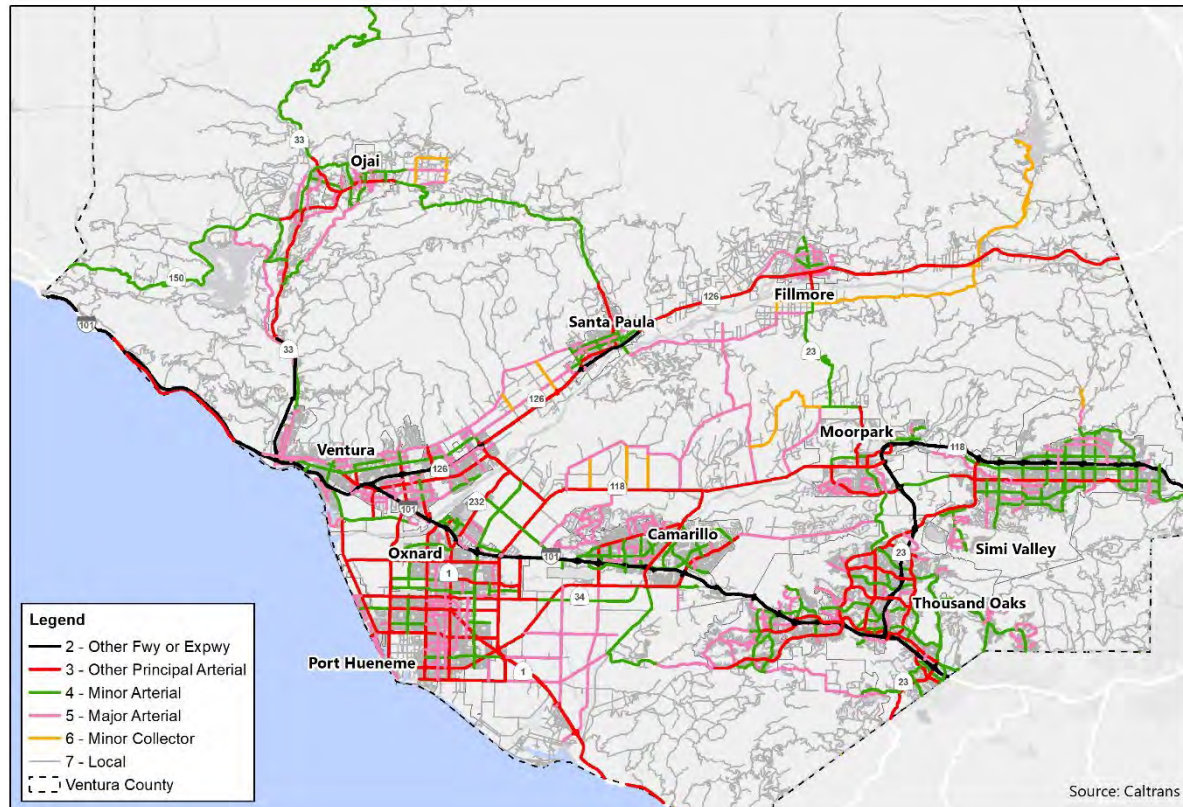 33
Ojai
150
101
126
Fillmore
Santa Paula
33
23
126
Moorpark
Ventura
118
126
118
232
101
Camarillo
Oxnard
101
Simi Valley
1
23
34
Thousand Oaks
Port Hueneme
1
23
Legend
2 - Other Fwy or Expwy
3 - Other Principal Arterial
4 - Minor Arterial
5 - Major Arterial
6 - Minor Collector
7 - Local
Ventura County
Source: Caltrans